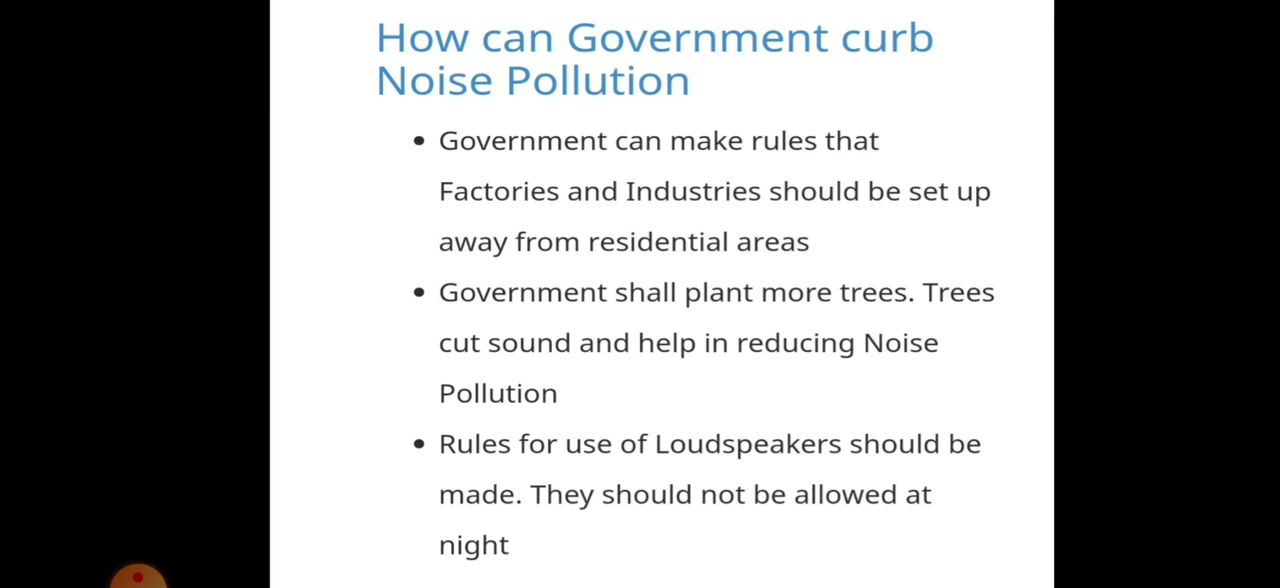 How can Government curb
Noise Pollution
• Government can make rules that
Factories and Industries should be set up
away from residential areas
• Government shall plant more trees. Trees
cut sound and help in reducing Noise
Pollution
• Rules for use of Loudspeakers should be
made. They should not be allowed at
night